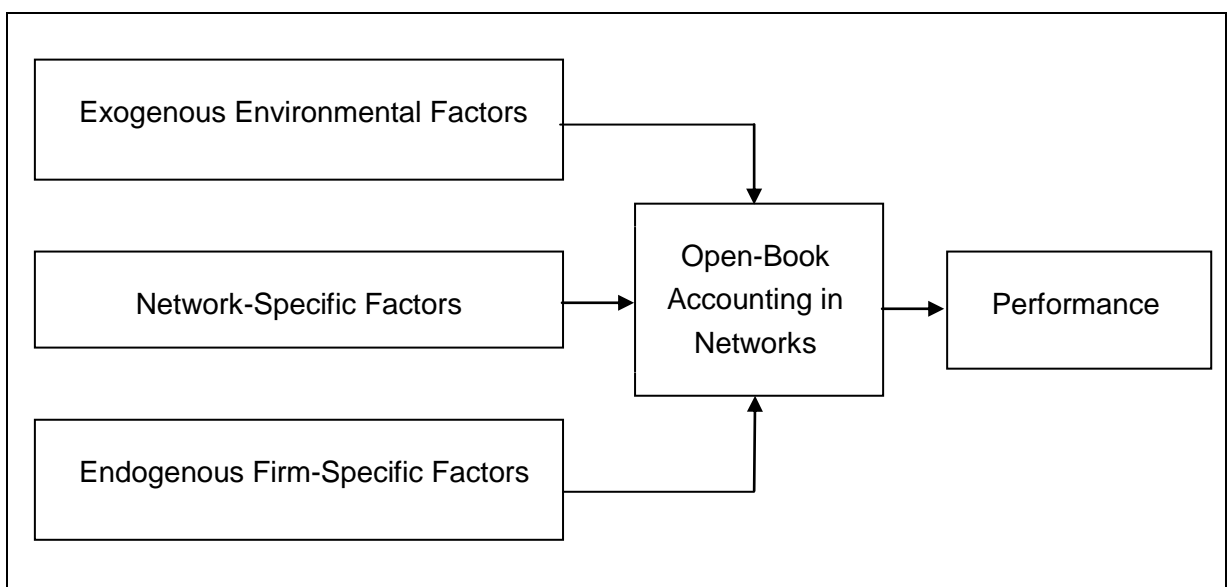 Exogenous Environmental Factors
Network-Specific Factors
Endogenous Firm-Specific Factors
Open-Book
Accounting in
Networks
Performance